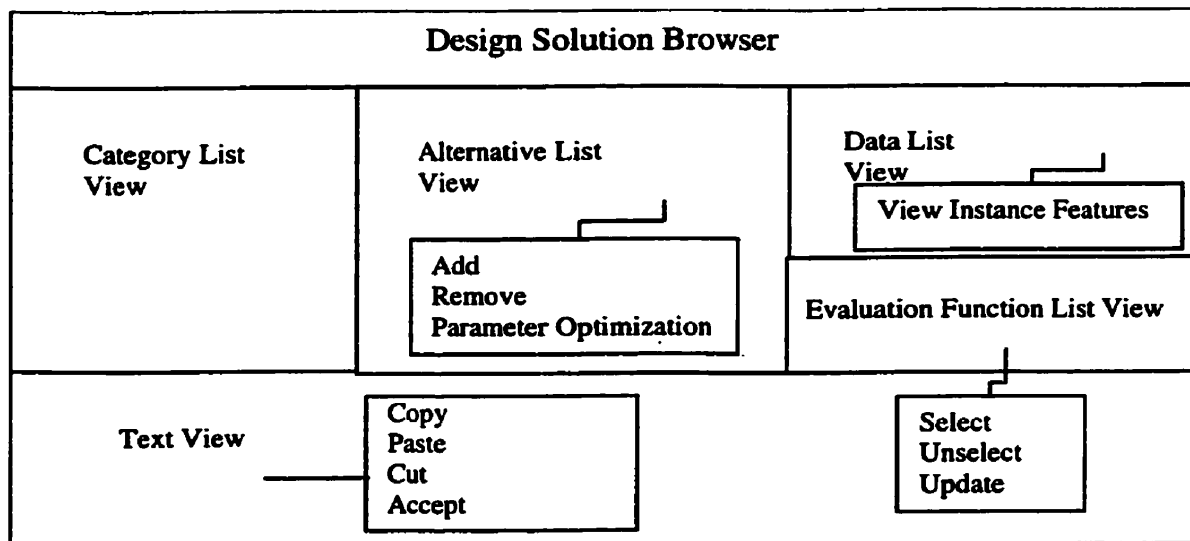 Design Solution Browser
Category List
View
Alternative List
View
Add
Remove
Parameter Optimization
Data List
View
View Instance Features
Evaluation Function List View
Text View
Copy
Paste
Cut
Accept
Select
Unselect
Update